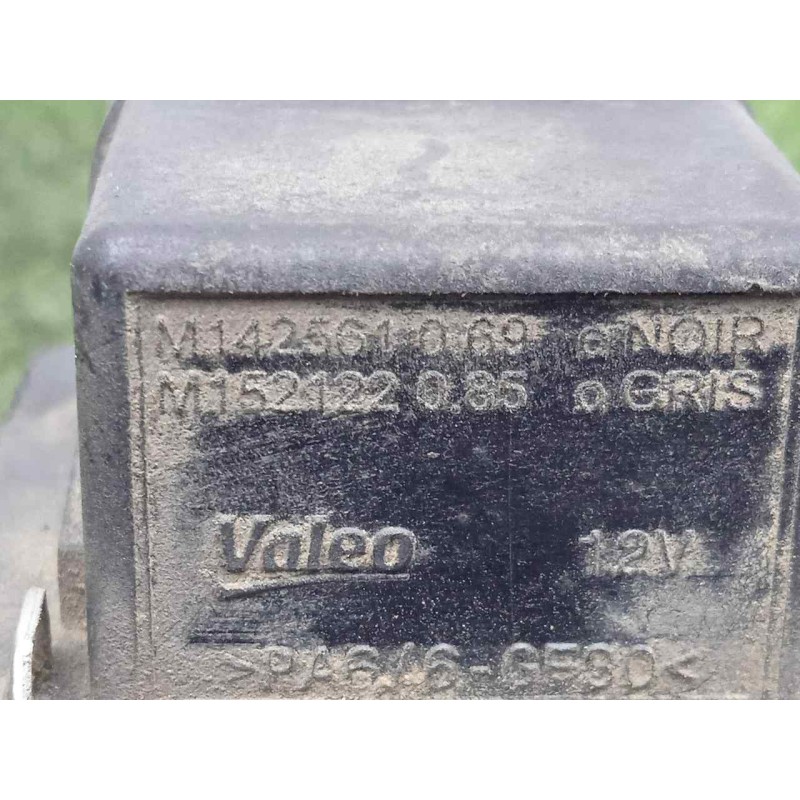 M142561 0.69 o NOIR
M152122 0.85 o GRIS
Valeo 12V
>PA6/6-GF30<